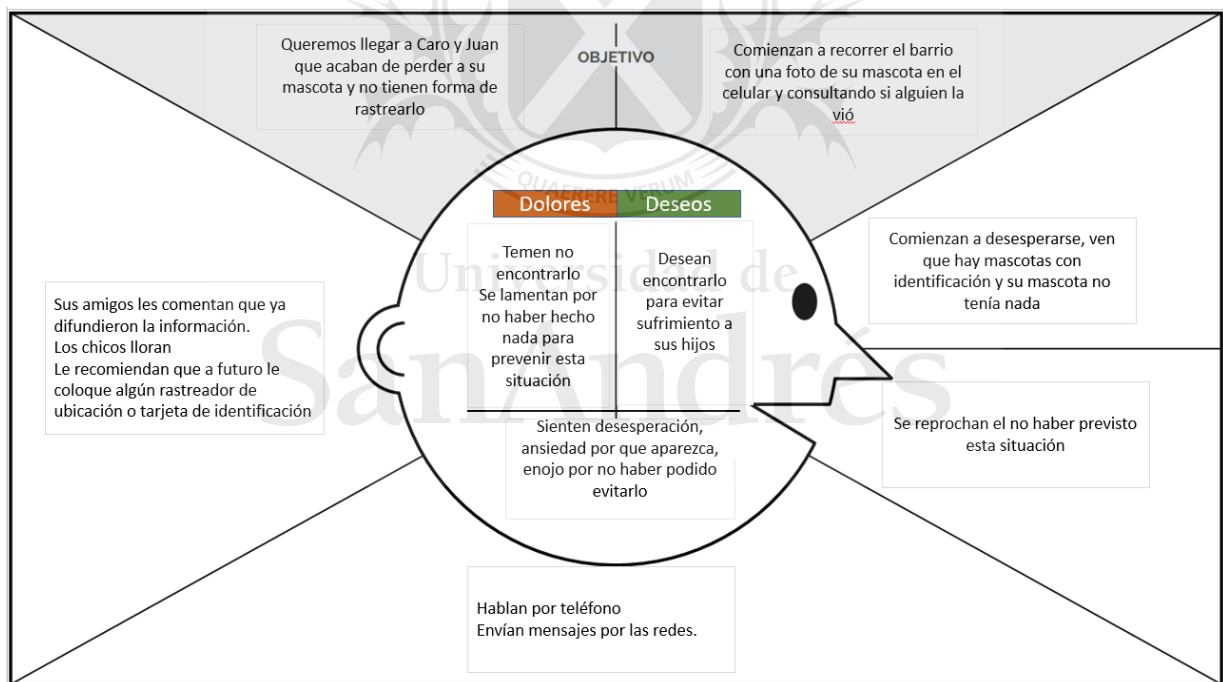 Queremos llegar a Caro y Juan
que acaban de perder a su
mascota y no tienen forma de
rastrearlo
OBJETIVO
Comienzan a recorrer el barrio
con una foto de su mascota en el
celular y consultando si alguien la
vió
QUAERERE VERUM
Dolores
Deseos
Temen no
encontrarlo
Se lamentan por
no haber hecho
nada para
prevenir esta
situación
Desean
encontrarlo
para evitar
sufrimiento a
sus hijos
Comienzan a desesperarse, ven
que hay mascotas con
identificación y su mascota no
tenía nada
Universidad de
SanAndrés
Sus amigos les comentan que ya
difundieron la información.
Los chicos lloran
Le recomiendan que a futuro le
coloque algún rastreador de
ubicación o tarjeta de identificación
Se reprochan el no haber previsto
esta situación
Sienten desesperación,
ansiedad por que aparezca,
enojo por no haber podido
evitarlo
Hablan por teléfono
Envían mensajes por las redes.